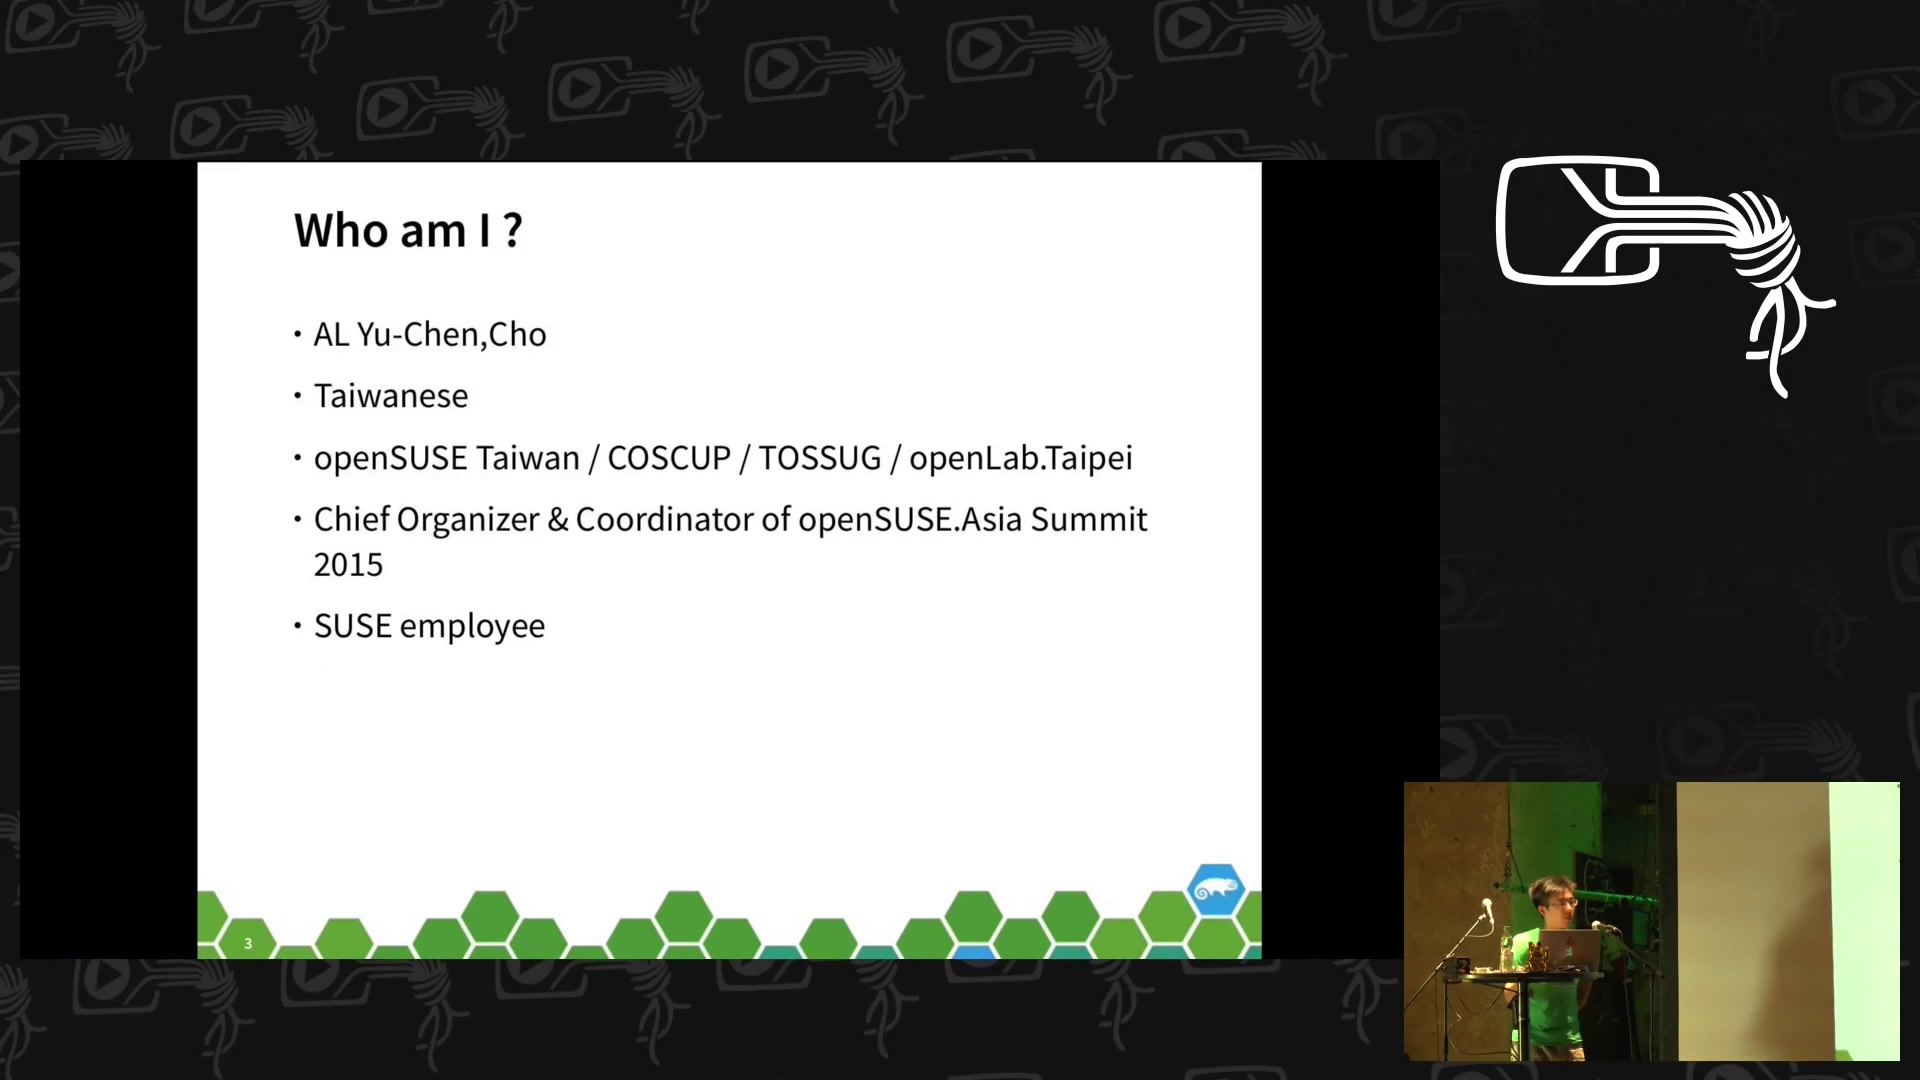 Who am I ?
• AL Yu-Chen,Cho
• Taiwanese
• openSUSE Taiwan / COSCUP / TOSSUG / openLab.Taipei
• Chief Organizer & Coordinator of openSUSE.Asia Summit
2015
• SUSE employee
3